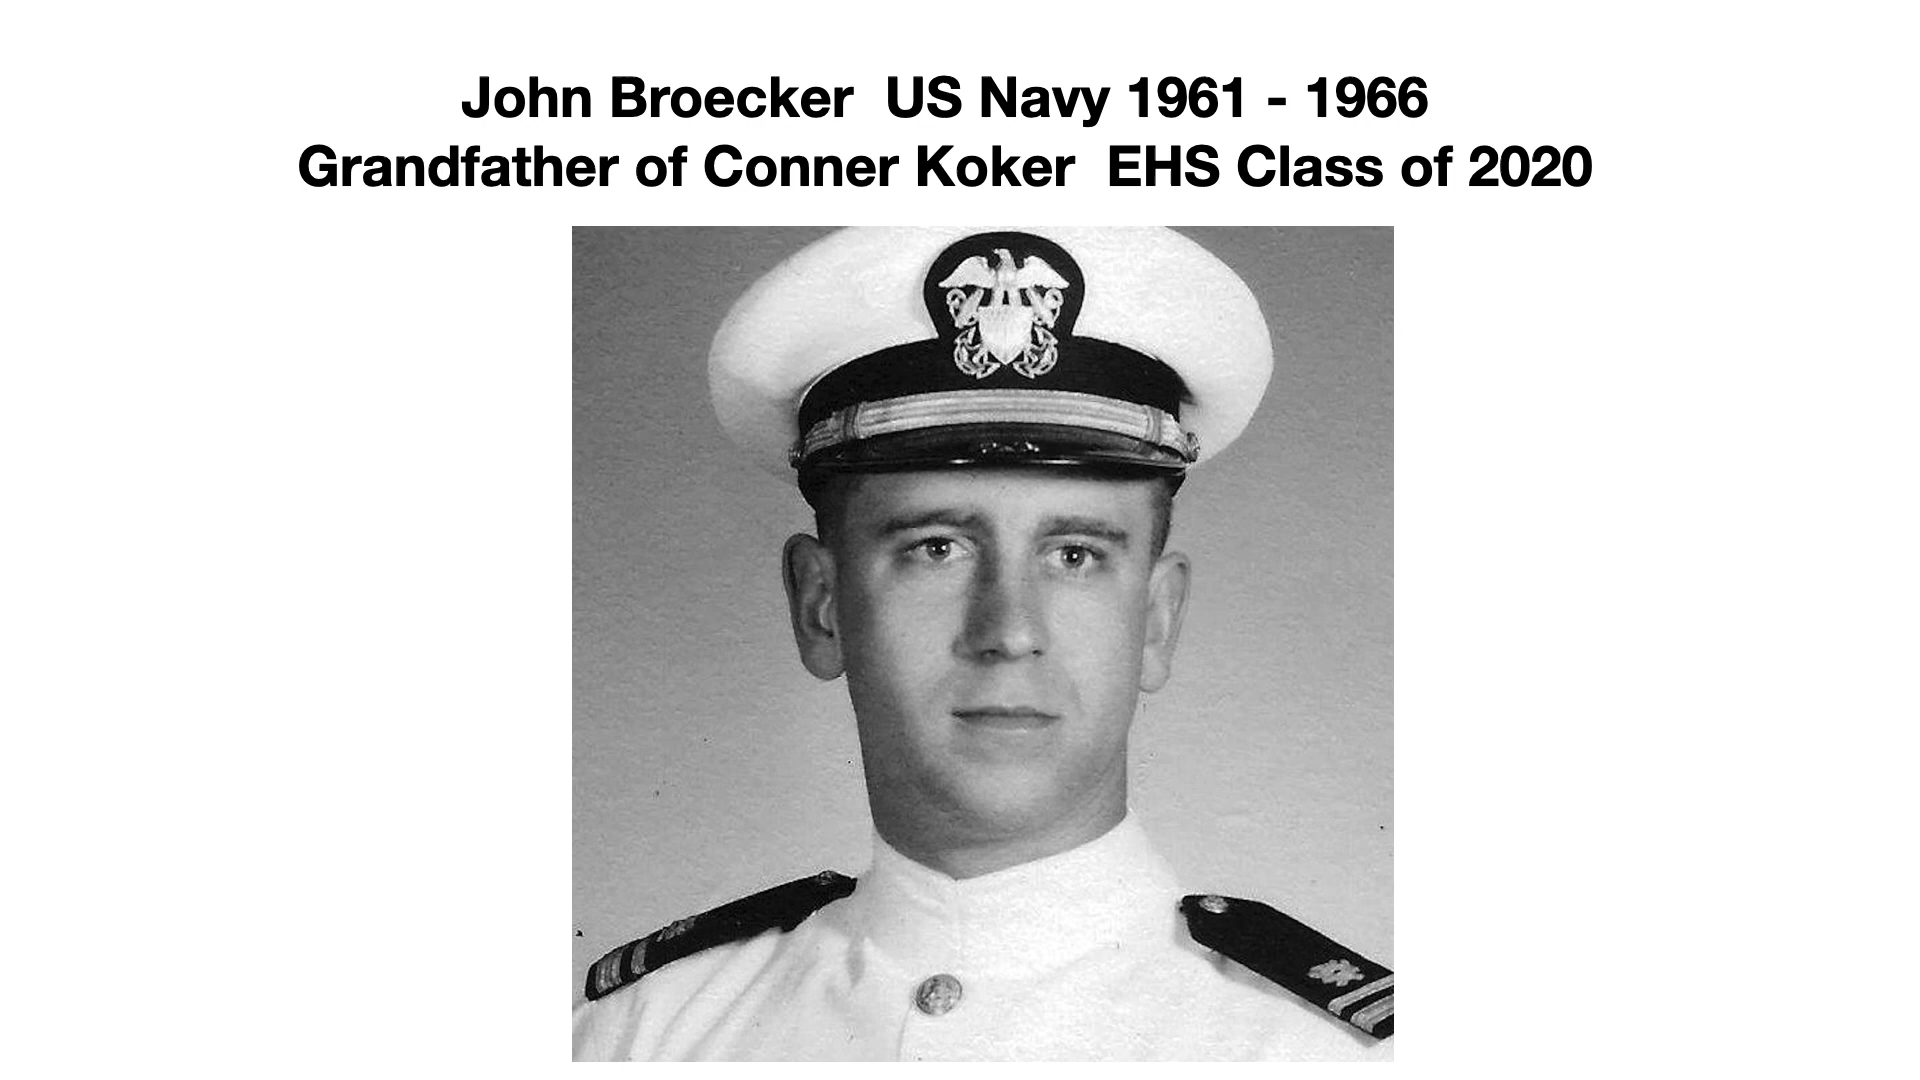 John Broecker  US Navy 1961 - 1966
Grandfather of Conner Koker  EHS Class of 2020